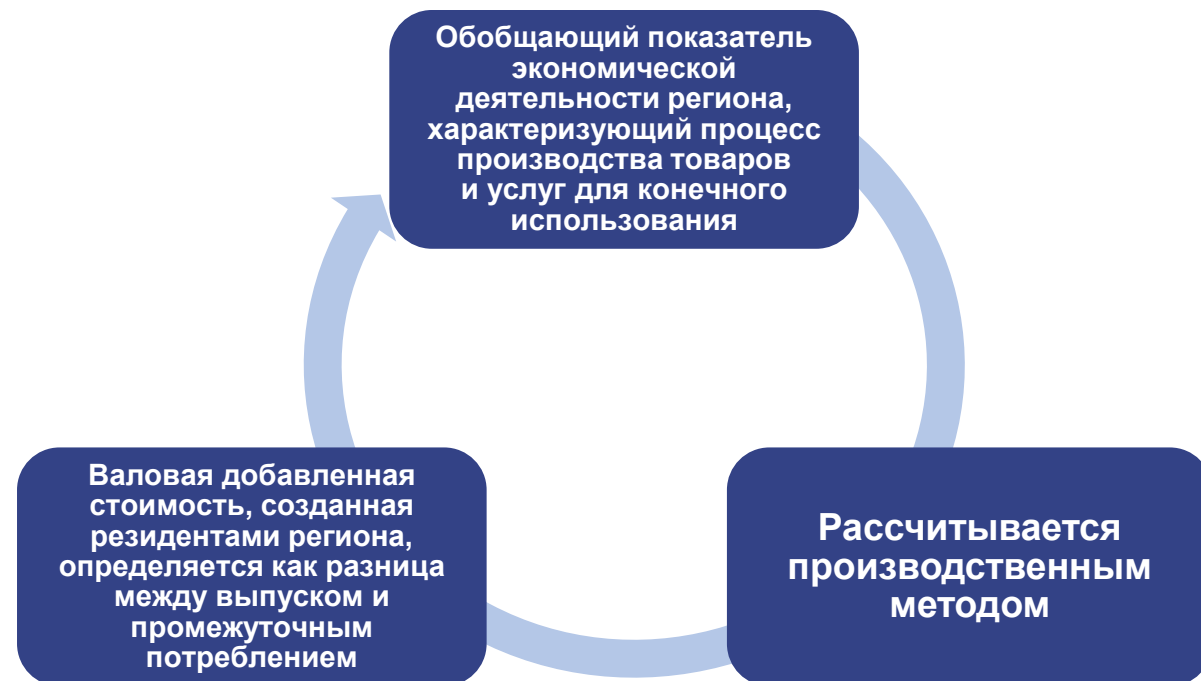 Обобщающий показатель
экономической
деятельности региона,
характеризующий процесс
производства товаров
и услуг для конечного
использования
Рассчитывается
производственным
методом
Валовая добавленная
стоимость, созданная
резидентами региона,
определяется как разница
между выпуском и
промежуточным
потреблением